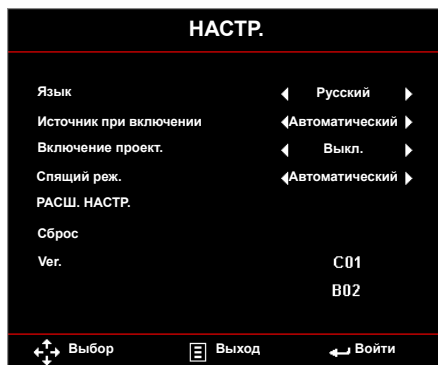 НАСТР.
Язык Русский
Источник при включении Автоматический
Включение проект. Выкл.
Спящий реж. Автоматический
РАСШ. НАСТР.
Сброс
Ver. C01
B02
Выбор Выход Войти